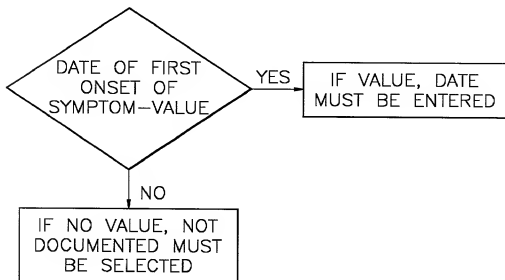 DATE OF FIRST
ONSET OF
SYMPTOM-VALUE
YES
IF VALUE, DATE
MUST BE ENTERED
NO
IF NO VALUE, NOT
DOCUMENTED MUST
BE SELECTED